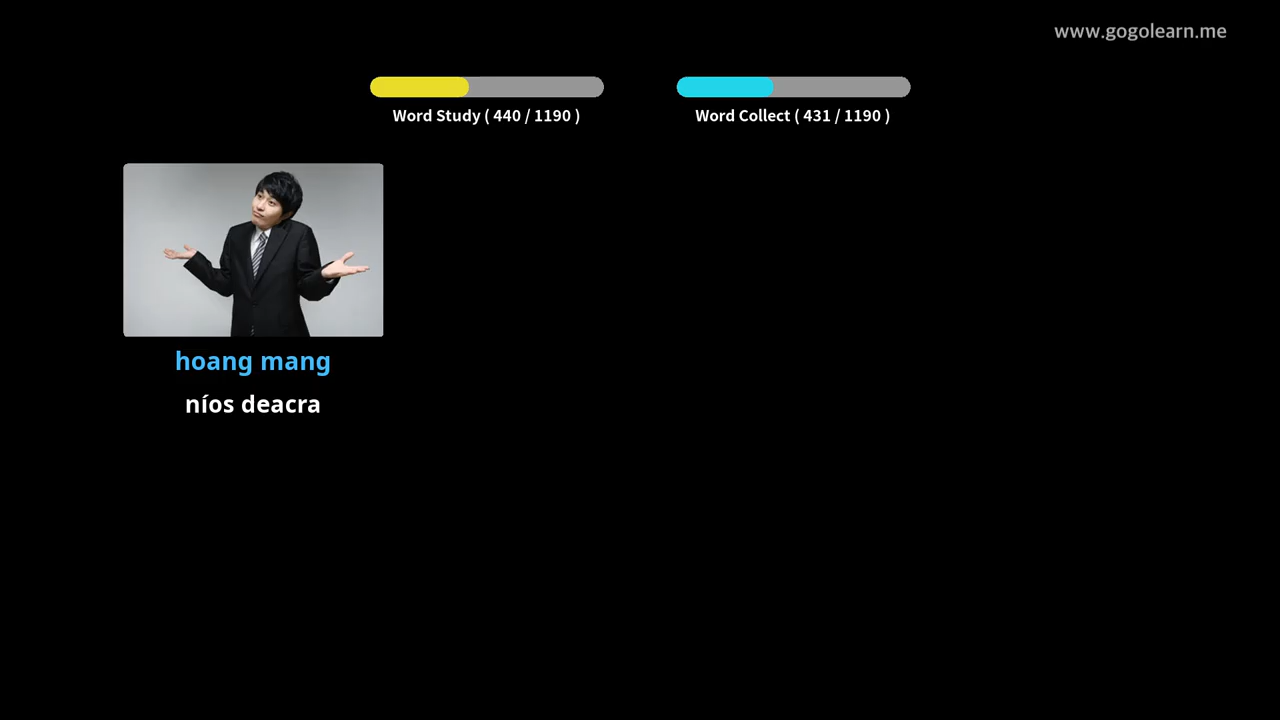 www.gogolearn.me
Word Study ( 440 / 1190 )
Word Collect ( 431 / 1190 )
hoang mang
níos deacra